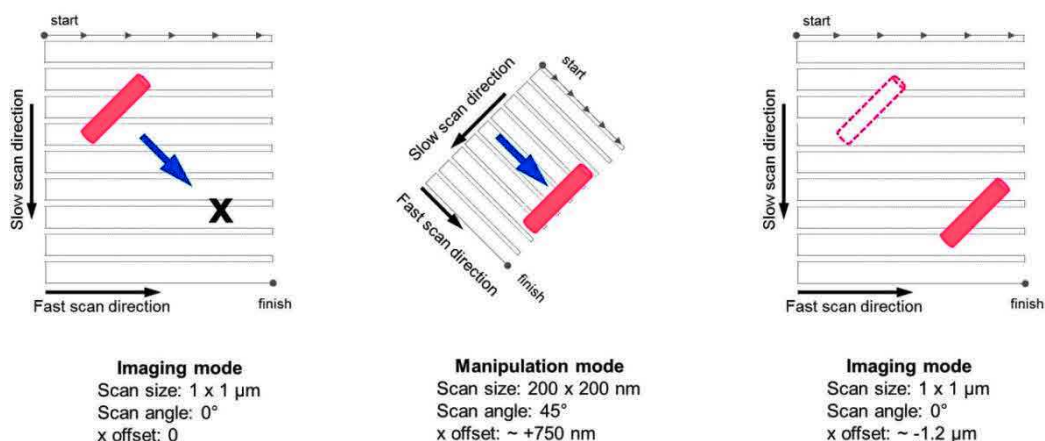 start
Slow scan direction
X
Fast scan direction
finish
Imaging mode
Scan size: 1 x 1 µm
Scan angle: 0°
x offset: 0
start
Slow scan direction
Fast scan direction
finish
Manipulation mode
Scan size: 200 x 200 nm
Scan angle: 45°
x offset: ~ +750 nm
start
Slow scan direction
Fast scan direction
finish
Imaging mode
Scan size: 1 x 1 µm
Scan angle: 0°
x offset: ~ -1.2 µm